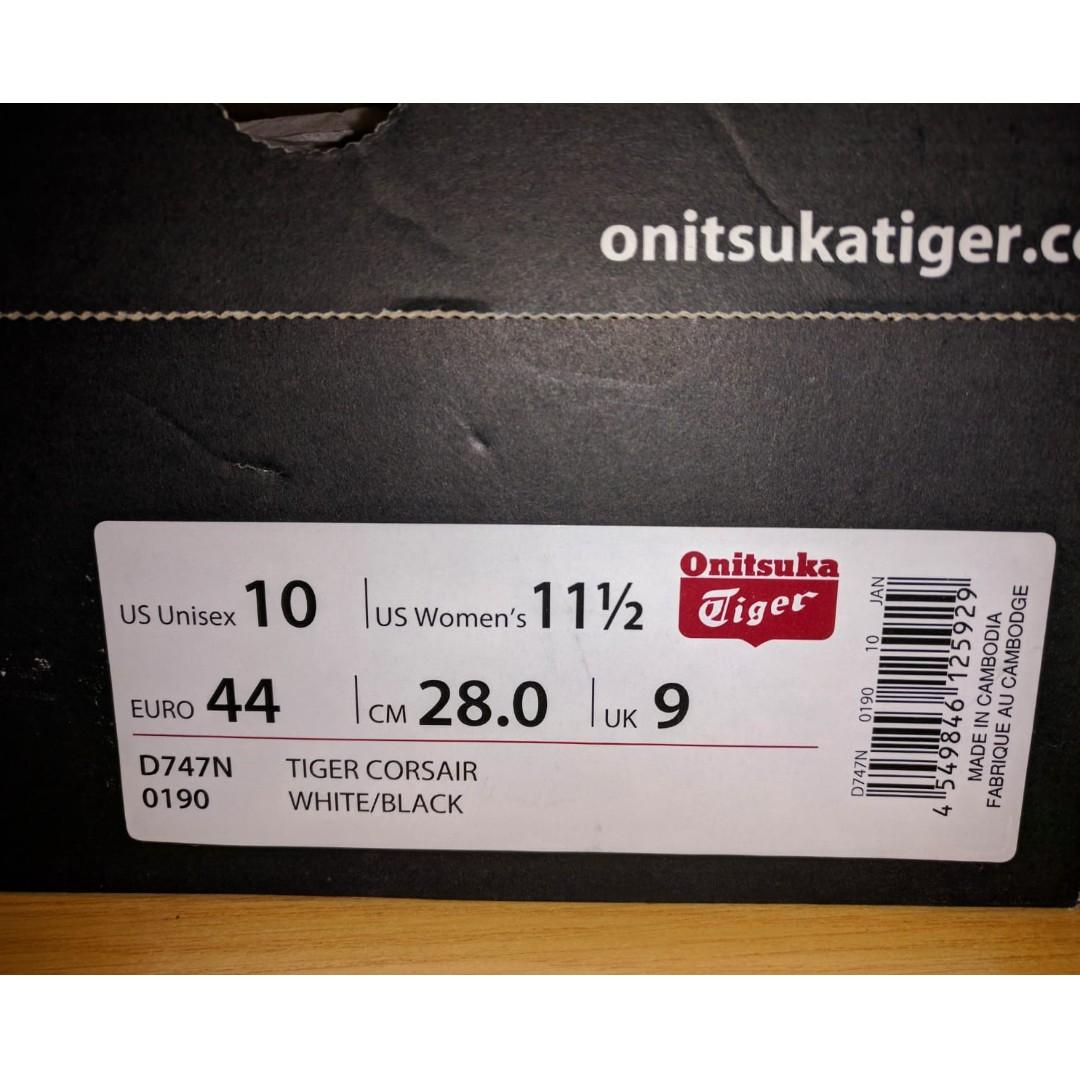 onitsukatiger.c
US Unisex 10 US Women's 11½
Onitsuka
Tiger
EURO 44 CM 28.0 UK 9
D747N TIGER CORSAIR
0190 WHITE/BLACK
D747N 0190 10 JAN
4 549846 125929
MADE IN CAMBODIA
FABRIQUE AU CAMBODGE